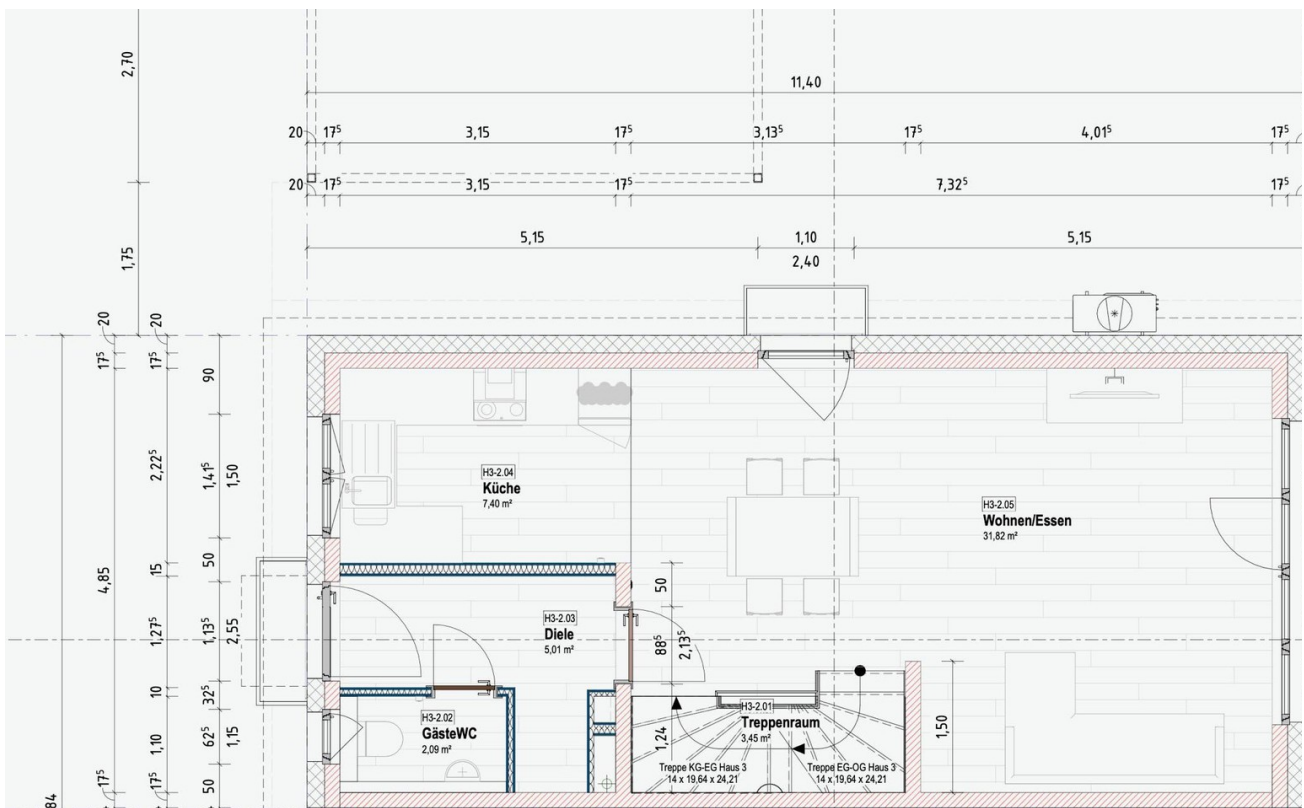 2,70
11,40
20 17⁵ 3,15 17⁵ 3,13⁵ 17⁵ 4,01⁵ 17⁵
20 17⁵ 3,15 17⁵ 7,32⁵ 17⁵
5,15 1,10 5,15
2,40
1,75
20 20
17⁵ 17⁵ 90
2,22⁵ 1,41⁵ 1,50
H3-2.04
Küche
7,40 m²
H3-2.05
Wohnen/Essen
31,82 m²
4,85 15 50
50
1,27⁵ 1,13⁵ 2,55
H3-2.03
Diele
5,01 m²
88⁵ 2,13⁵
10 32⁵
H3-2.02
GästeWC
2,09 m²
H3-2.01
Treppenraum
3,45 m²
1,10 62⁵ 1,15
1,24
1,50
Treppe KG-EG Haus 3
14 x 19,64 x 24,21
Treppe EG-OG Haus 3
14 x 19,64 x 24,21
17⁵ 17⁵ 50
84